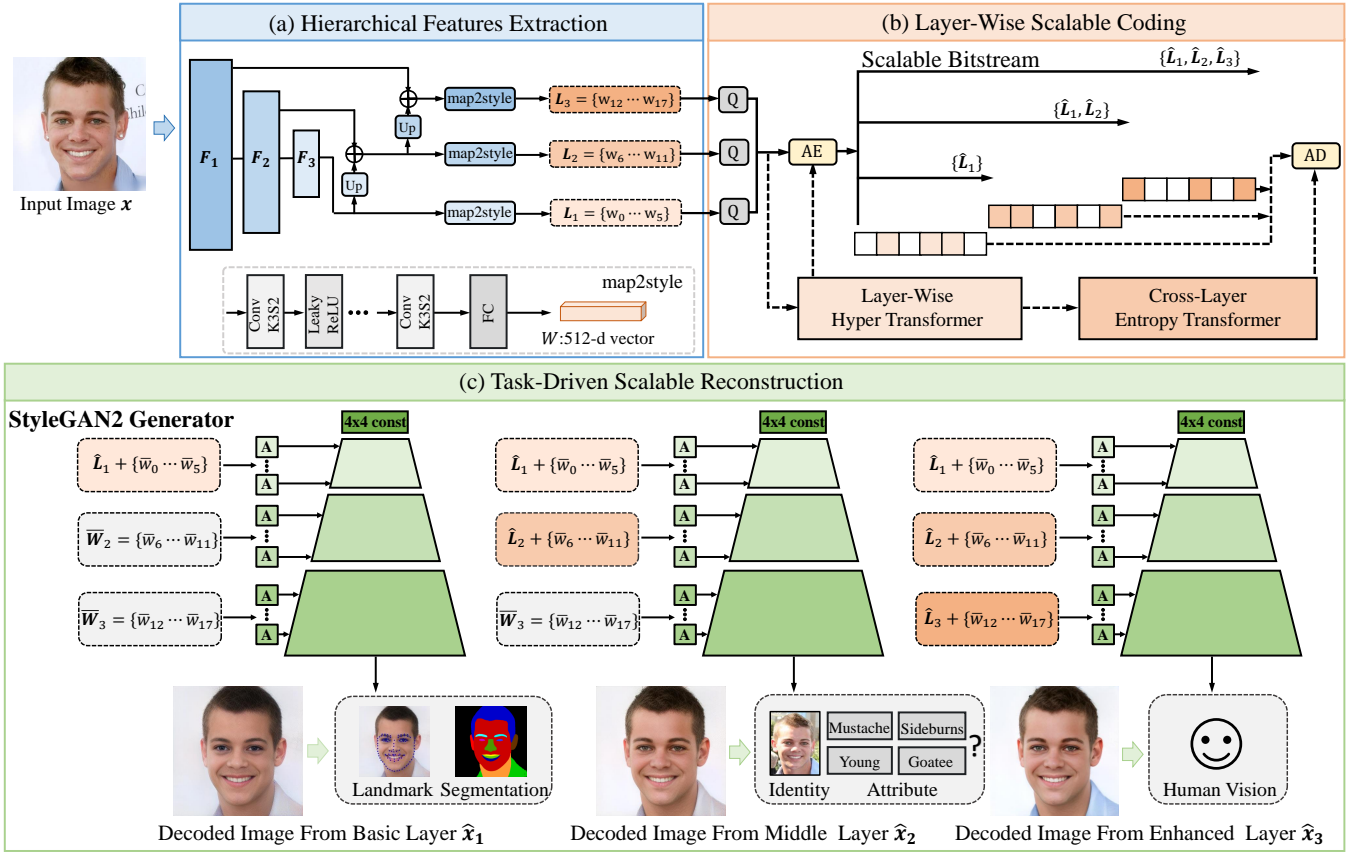 (a) Hierarchical Features Extraction
(b) Layer-Wise Scalable Coding
Input Image x
F₁
F₂
F₃
Up
Up
map2style
map2style
map2style
L₃ = {w₁₂ ⋯ w₁₇}
L₂ = {w₆ ⋯ w₁₁}
L₁ = {w₀ ⋯ w₅}
Q
Q
Q
Conv K3S2
Leaky ReLU
Conv K3S2
FC
map2style
W:512-d vector
AE
Scalable Bitstream
{L̂₁, L̂₂, L̂₃}
{L̂₁, L̂₂}
{L̂₁}
AD
Layer-Wise
Hyper Transformer
Cross-Layer
Entropy Transformer
(c) Task-Driven Scalable Reconstruction
StyleGAN2 Generator
4x4 const
L̂₁ + {w̅₀ ⋯ w̅₅}
A
A
W̅₂ = {w̅₆ ⋯ w̅₁₁}
A
A
W̅₃ = {w̅₁₂ ⋯ w̅₁₇}
A
A
Landmark Segmentation
Decoded Image From Basic Layer x̂₁
4x4 const
L̂₁ + {w̅₀ ⋯ w̅₅}
A
A
L̂₂ + {w̅₆ ⋯ w̅₁₁}
A
A
W̅₃ = {w̅₁₂ ⋯ w̅₁₇}
A
A
Mustache
Sideburns
Young
Goatee
?
Identity
Attribute
Decoded Image From Middle Layer x̂₂
4x4 const
L̂₁ + {w̅₀ ⋯ w̅₅}
A
A
L̂₂ + {w̅₆ ⋯ w̅₁₁}
A
A
L̂₃ + {w̅₁₂ ⋯ w̅₁₇}
A
A
Human Vision
Decoded Image From Enhanced Layer x̂₃